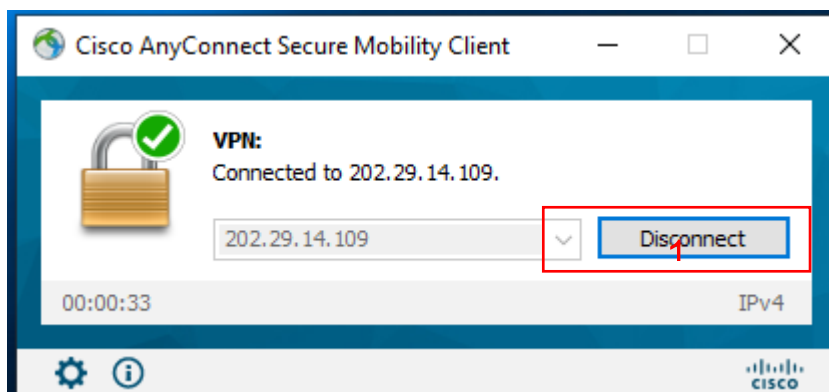 Cisco AnyConnect Secure Mobility Client
VPN:
Connected to 202.29.14.109.
202.29.14.109
Disconnect
1
00:00:33
IPv4
cisco